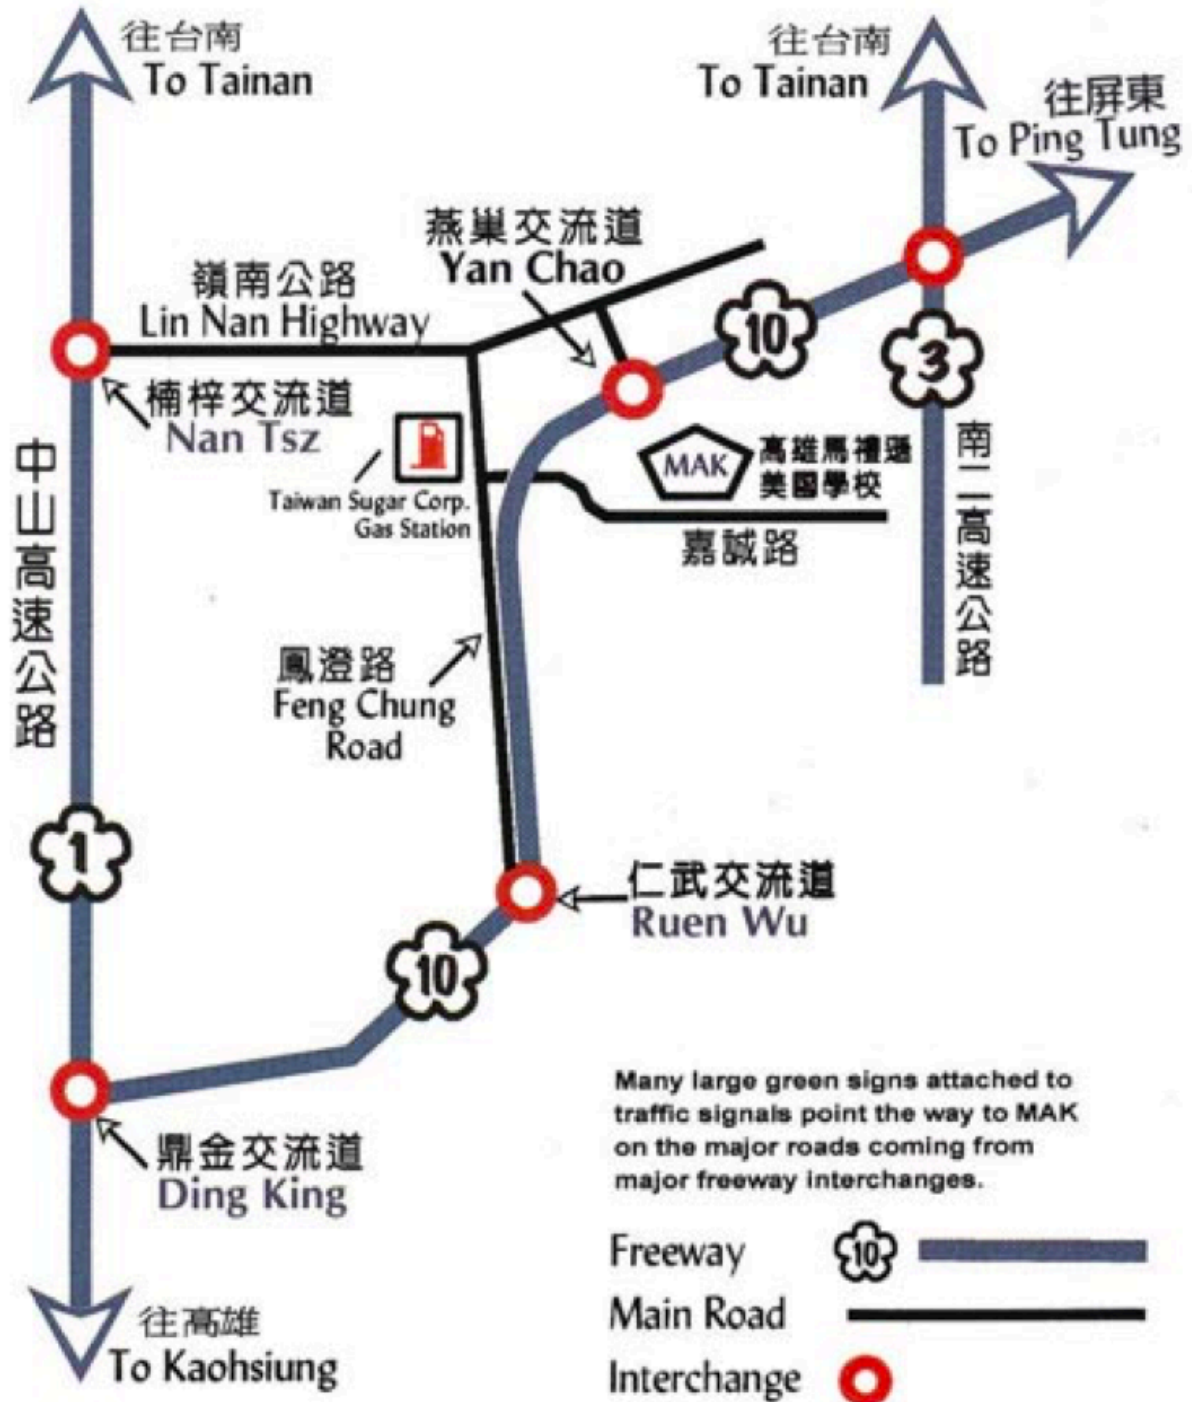 往台南
To Tainan
往台南
To Tainan
往屏東
To Ping Tung
燕巢交流道
Yan Chao
嶺南公路
Lin Nan Highway
10
3
楠梓交流道
Nan Tsz
中山高速公路
Taiwan Sugar Corp.
Gas Station
MAK
高雄馬禮遜
美國學校
嘉誠路
南二高速公路
鳳澄路
Feng Chung
Road
1
仁武交流道
Ruen Wu
10
鼎金交流道
Ding King
往高雄
To Kaohsiung
Many large green signs attached to
traffic signals point the way to MAK
on the major roads coming from
major freeway interchanges.
Freeway 10
Main Road
Interchange